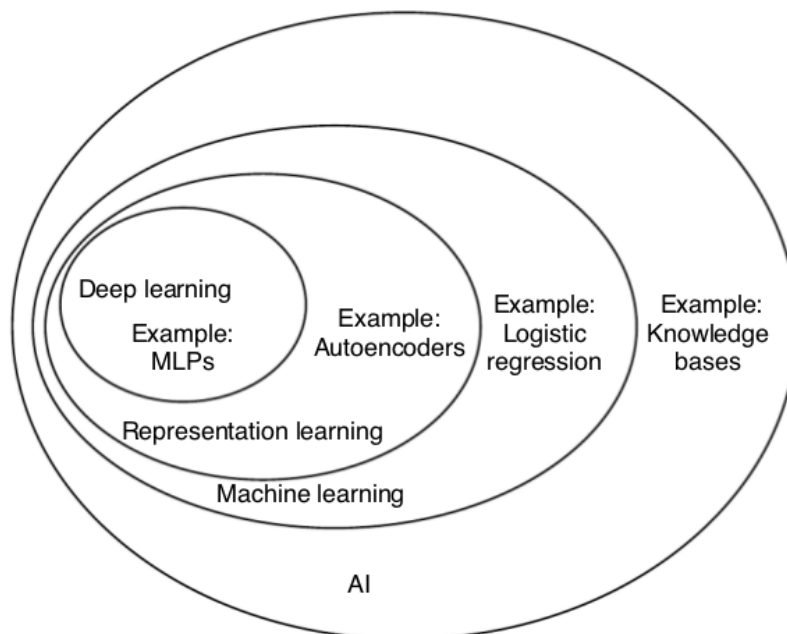 Deep learning
Example:
MLPs
Example:
Autoencoders
Example:
Logistic
regression
Example:
Knowledge
bases
Representation learning
Machine learning
AI